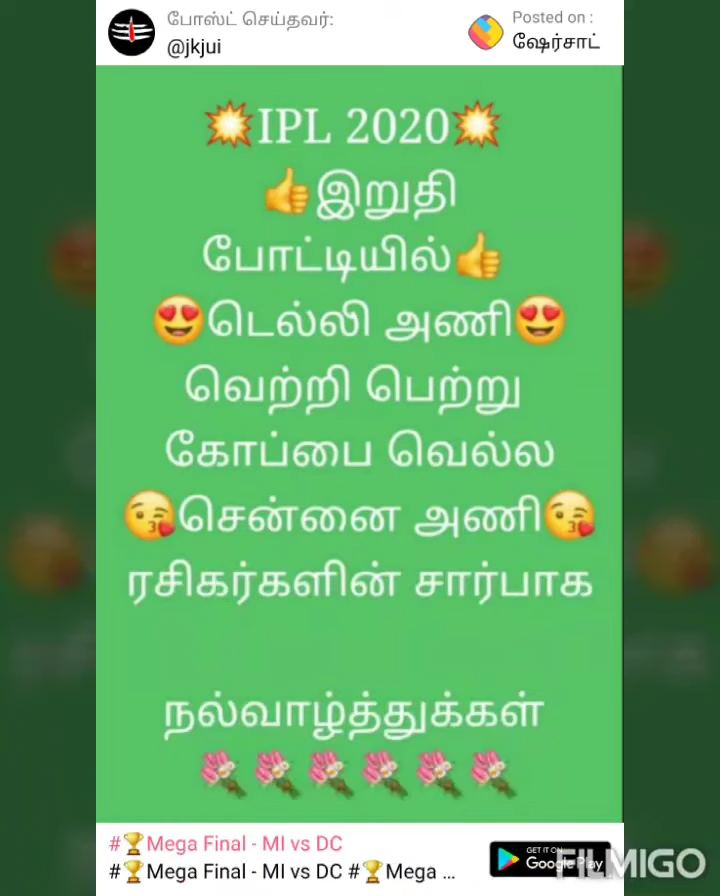 போஸ்ட் செய்தவர்:
@jkjui
Posted on :
ஷேர்சாட்
💥IPL 2020💥
👍இறுதி
போட்டியில்👍
😍டெல்லி அணி😍
வெற்றி பெற்று
கோப்பை வெல்ல
😘சென்னை அணி😘
ரசிகர்களின் சார்பாக
நல்வாழ்த்துக்கள்
💐💐💐💐💐💐
#🏆Mega Final - MI vs DC
#🏆Mega Final - MI vs DC #🏆Mega ...
GET IT ON
Google Play
FILMIGO